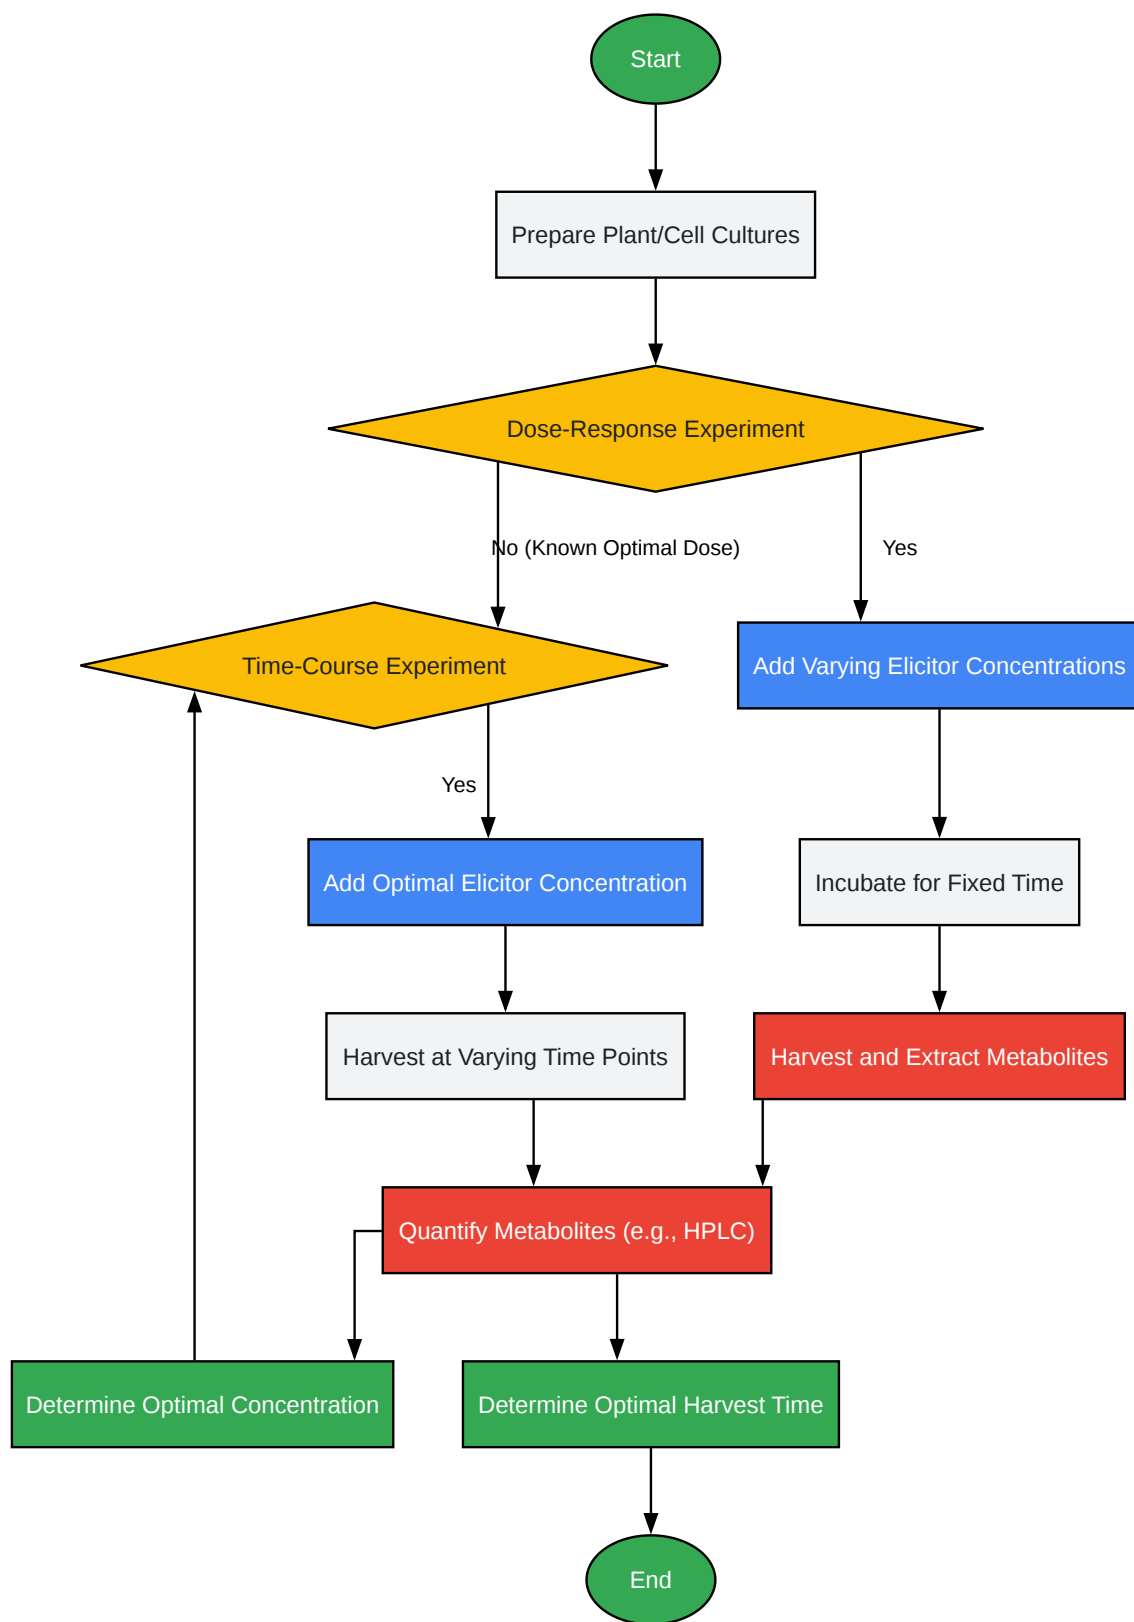 Start
Prepare Plant/Cell Cultures
Dose-Response Experiment
No (Known Optimal Dose)
Yes
Time-Course Experiment
Add Varying Elicitor Concentrations
Yes
Add Optimal Elicitor Concentration
Incubate for Fixed Time
Harvest at Varying Time Points
Harvest and Extract Metabolites
Quantify Metabolites (e.g., HPLC)
Determine Optimal Concentration
Determine Optimal Harvest Time
End